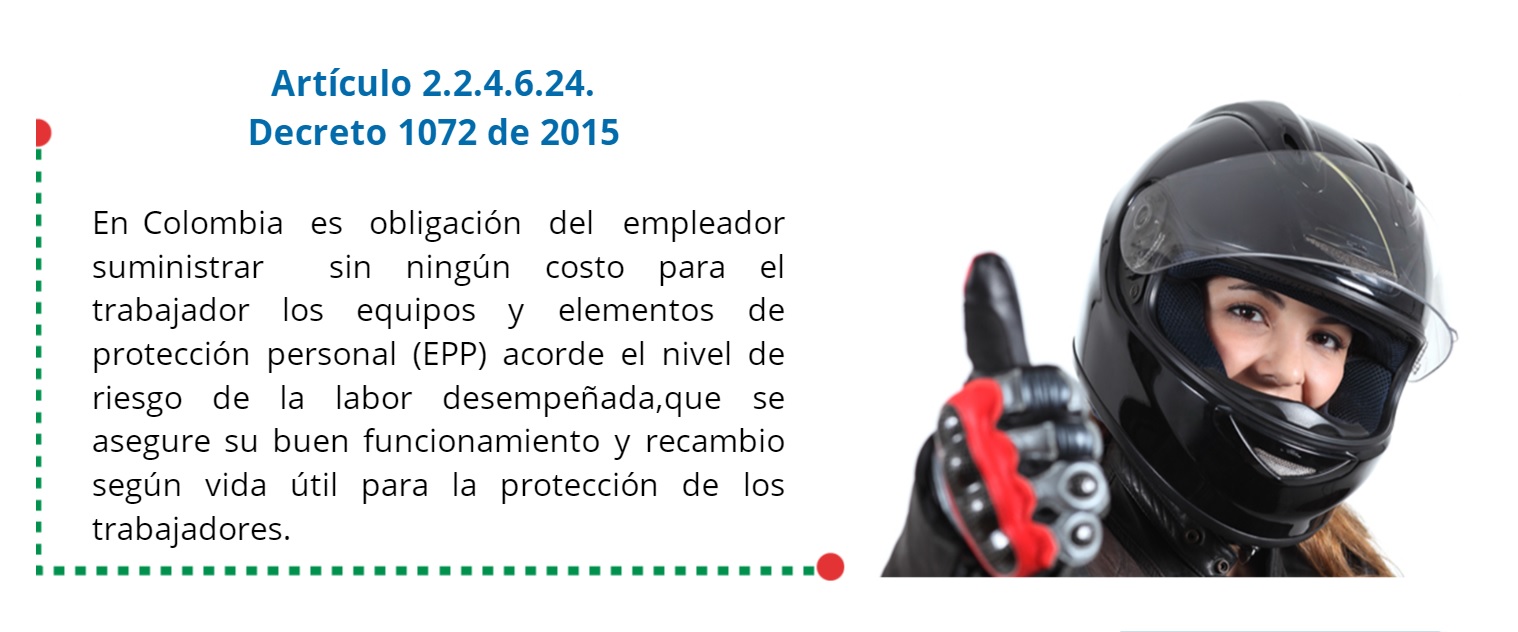 Artículo 2.2.4.6.24.
Decreto 1072 de 2015
En Colombia es obligación del empleador
suministrar sin ningún costo para el
trabajador los equipos y elementos de
protección personal (EPP) acorde el nivel de
riesgo de la labor desempeñada,que se
asegure su buen funcionamiento y recambio
según vida útil para la protección de los
trabajadores.